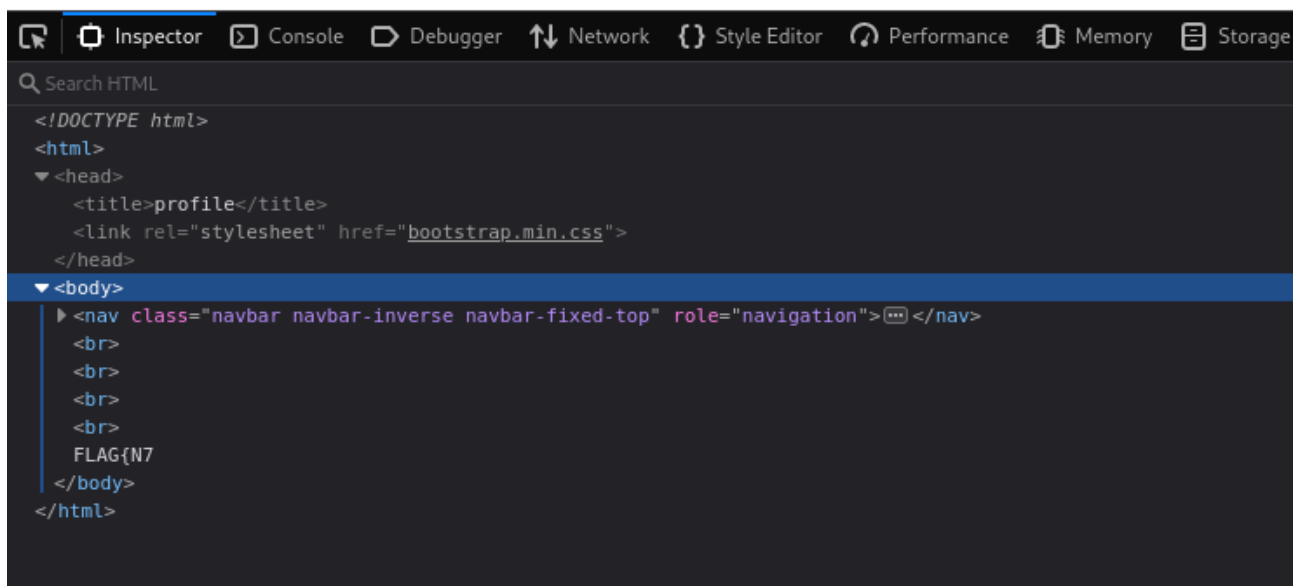 Inspector Console Debugger Network Style Editor Performance Memory Storage
Search HTML
<!DOCTYPE html>
<html>
<head>
<title>profile</title>
<link rel="stylesheet" href="bootstrap.min.css">
</head>
<body>
<nav class="navbar navbar-inverse navbar-fixed-top" role="navigation">...</nav>
<br>
<br>
<br>
<br>
FLAG{N7
</body>
</html>